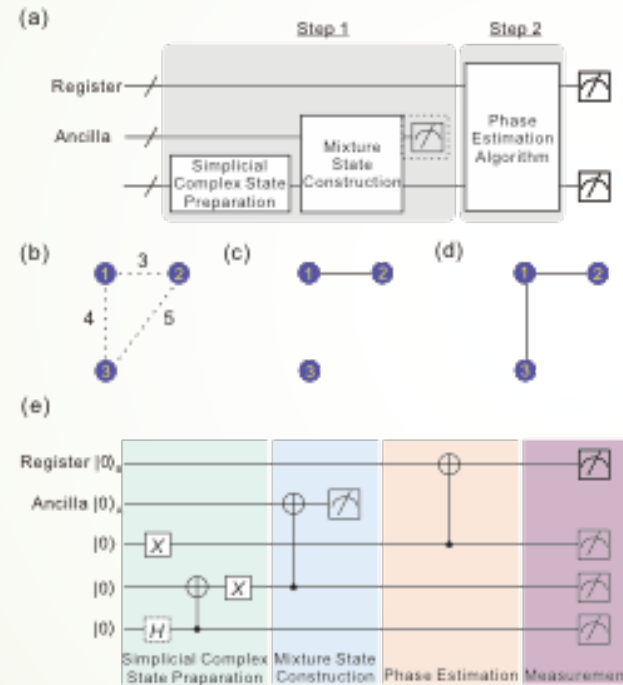 (a)
Step 1
Step 2
Register
Ancilla
Simplicial
Complex State
Preparation
Mixture
State
Construction
Phase
Estimation
Algorithm
(b)
1
3
2
4
5
3
(c)
1
2
3
(d)
1
2
3
(e)
Register |0⟩
Ancilla |0⟩
|0⟩
X
|0⟩
X
|0⟩
H
Simplicial Complex
State Praparation
Mixture State
Construction
Phase Estimation
Measuremen